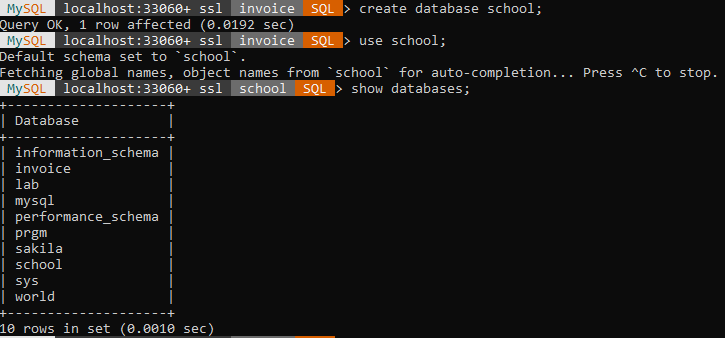 MySQL localhost:33060+ ssl invoice SQL > create database school;
Query OK, 1 row affected (0.0192 sec)
MySQL localhost:33060+ ssl invoice SQL > use school;
Default schema set to `school`.
Fetching global names, object names from `school` for auto-completion... Press ^C to stop.
MySQL localhost:33060+ ssl school SQL > show databases;
+--------------------+
| Database           |
+--------------------+
| information_schema |
| invoice            |
| lab                |
| mysql              |
| performance_schema |
| prgm               |
| sakila             |
| school             |
| sys                |
| world              |
+--------------------+
10 rows in set (0.0010 sec)